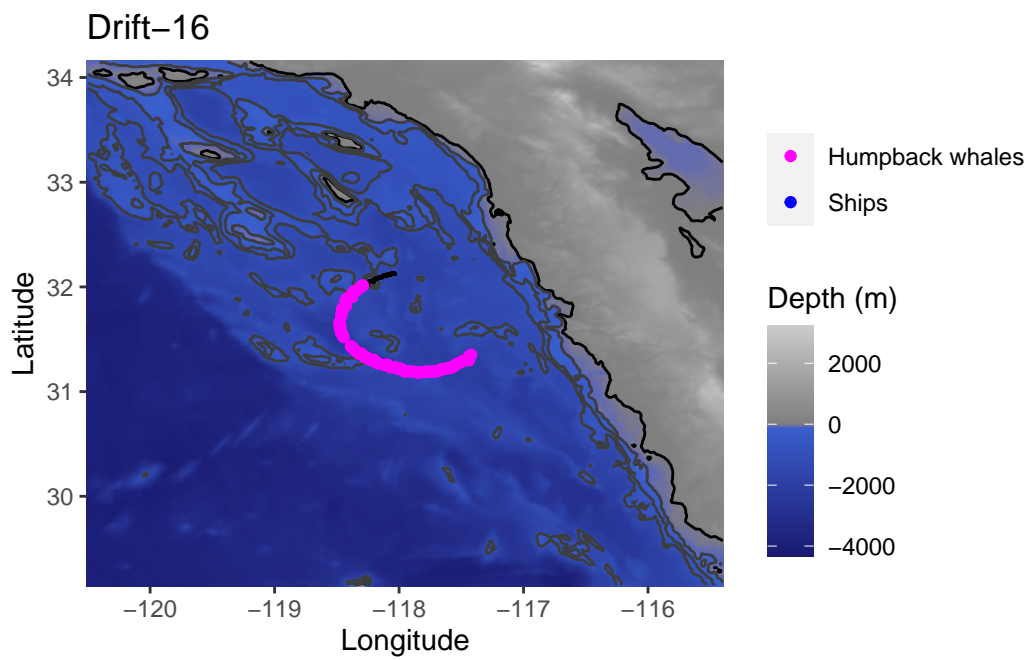 Drift−16
34
33
32
31
30
Latitude
−120
−119
−118
−117
−116
Longitude
Humpback whales
Ships
Depth (m)
2000
0
−2000
−4000